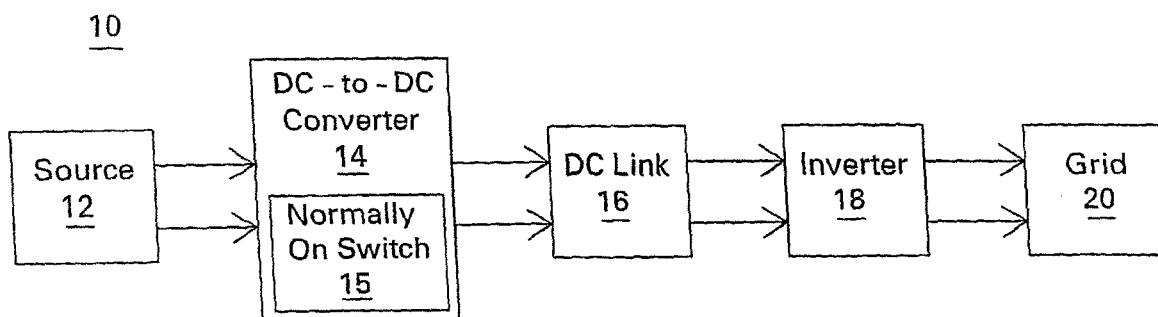 10
Source
12
DC - to - DC
Converter
14
Normally
On Switch
15
DC Link
16
Inverter
18
Grid
20